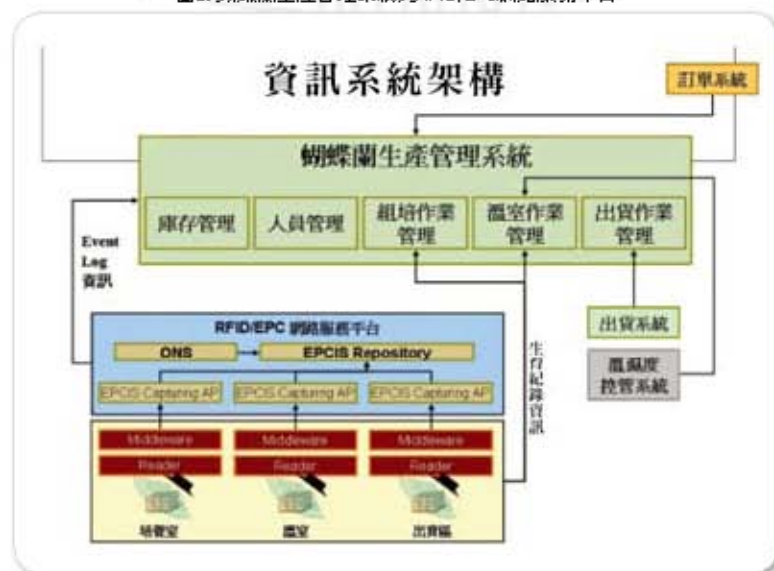 資訊系統架構
訂單系統
蝴蝶蘭生產管理系統
庫存管理
人員管理
組培作業
管理
溫室作業
管理
出貨作業
管理
Event
Log
資訊
RFID/EPC 網路服務平台
ONS
EPCIS Repository
EPCIS Capturing AP
EPCIS Capturing AP
EPCIS Capturing AP
生育紀錄資訊
出貨系統
溫濕度
控管系統
Middleware
Middleware
Middleware
Reader
Reader
Reader
培養室
溫室
出貨區